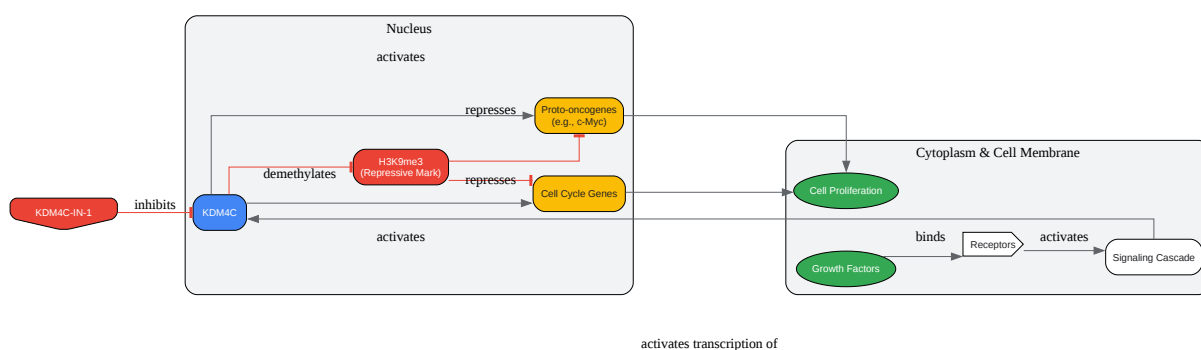 Nucleus
activates
represses
Proto-oncogenes
(e.g., c-Myc)
H3K9me3
(Repressive Mark)
demethylates
represses
Cell Cycle Genes
KDM4C-IN-1
inhibits
KDM4C
activates
Cytoplasm & Cell Membrane
Cell Proliferation
binds
Receptors
activates
Signaling Cascade
Growth Factors
activates transcription of